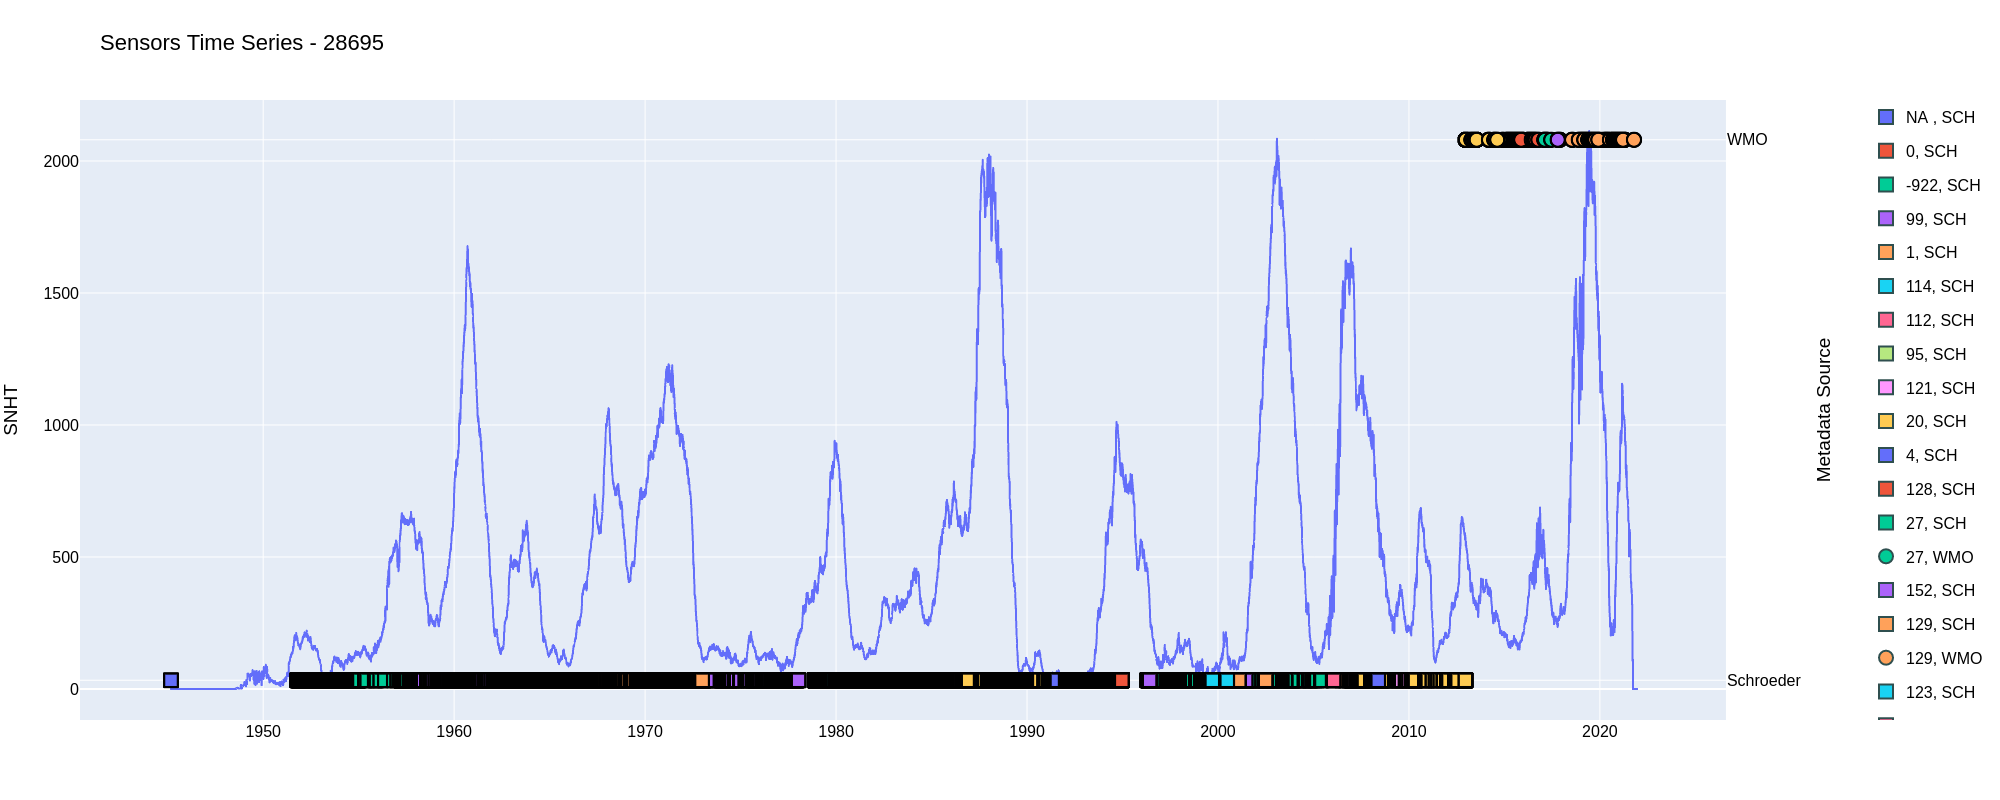 Sensors Time Series - 28695
SNHT
2000
1500
1000
500
0
1950
1960
1970
1980
1990
2000
2010
2020
WMO
Schroeder
Metadata Source
NA , SCH
0, SCH
-922, SCH
99, SCH
1, SCH
114, SCH
112, SCH
95, SCH
121, SCH
20, SCH
4, SCH
128, SCH
27, SCH
27, WMO
152, SCH
129, SCH
129, WMO
123, SCH